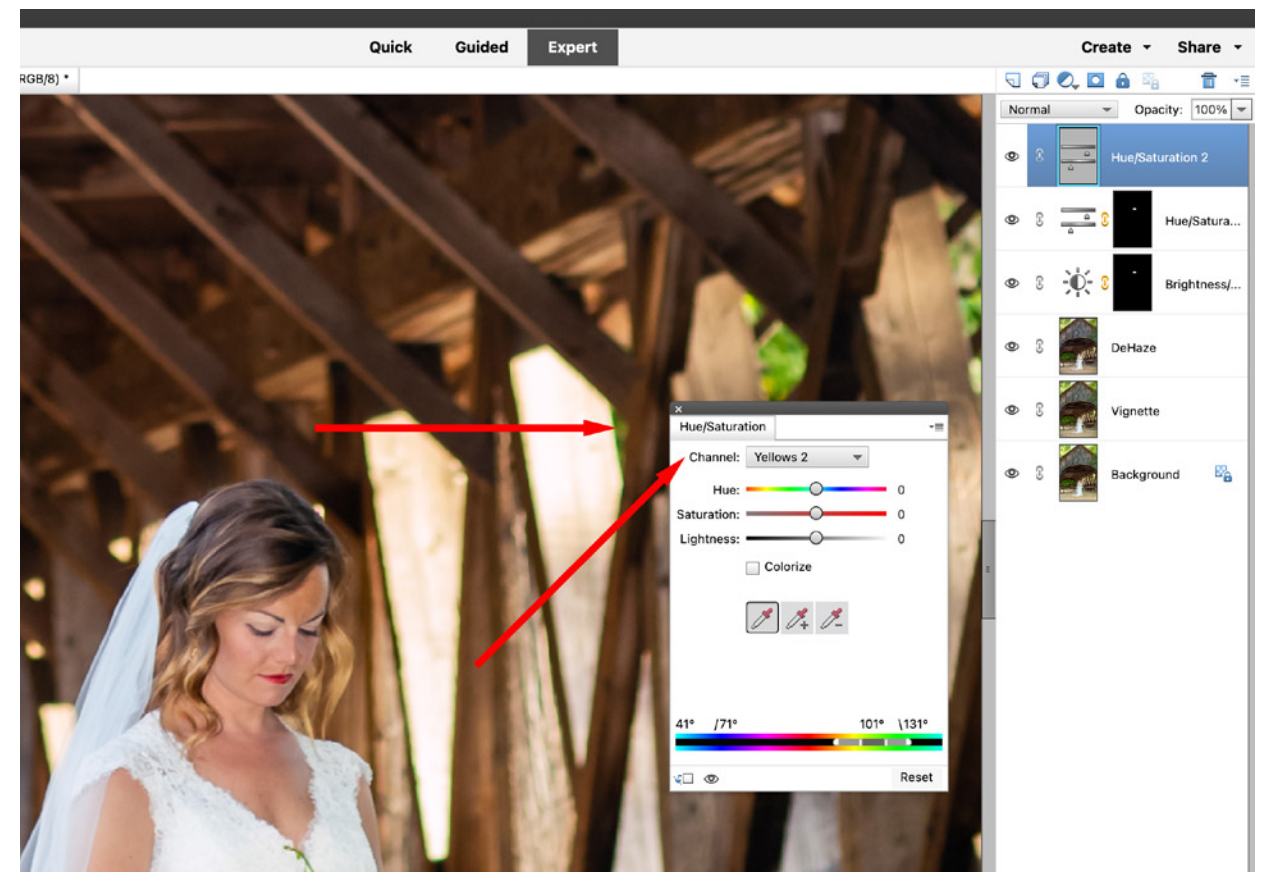 Quick Guided Expert Create Share
RGB/8) *
Normal Opacity: 100%
Hue/Saturation 2
Hue/Satura...
Brightness/...
DeHaze
Vignette
Background
Hue/Saturation
Channel: Yellows 2
Hue: 0
Saturation: 0
Lightness: 0
Colorize
41° /71° 101° \131°
Reset